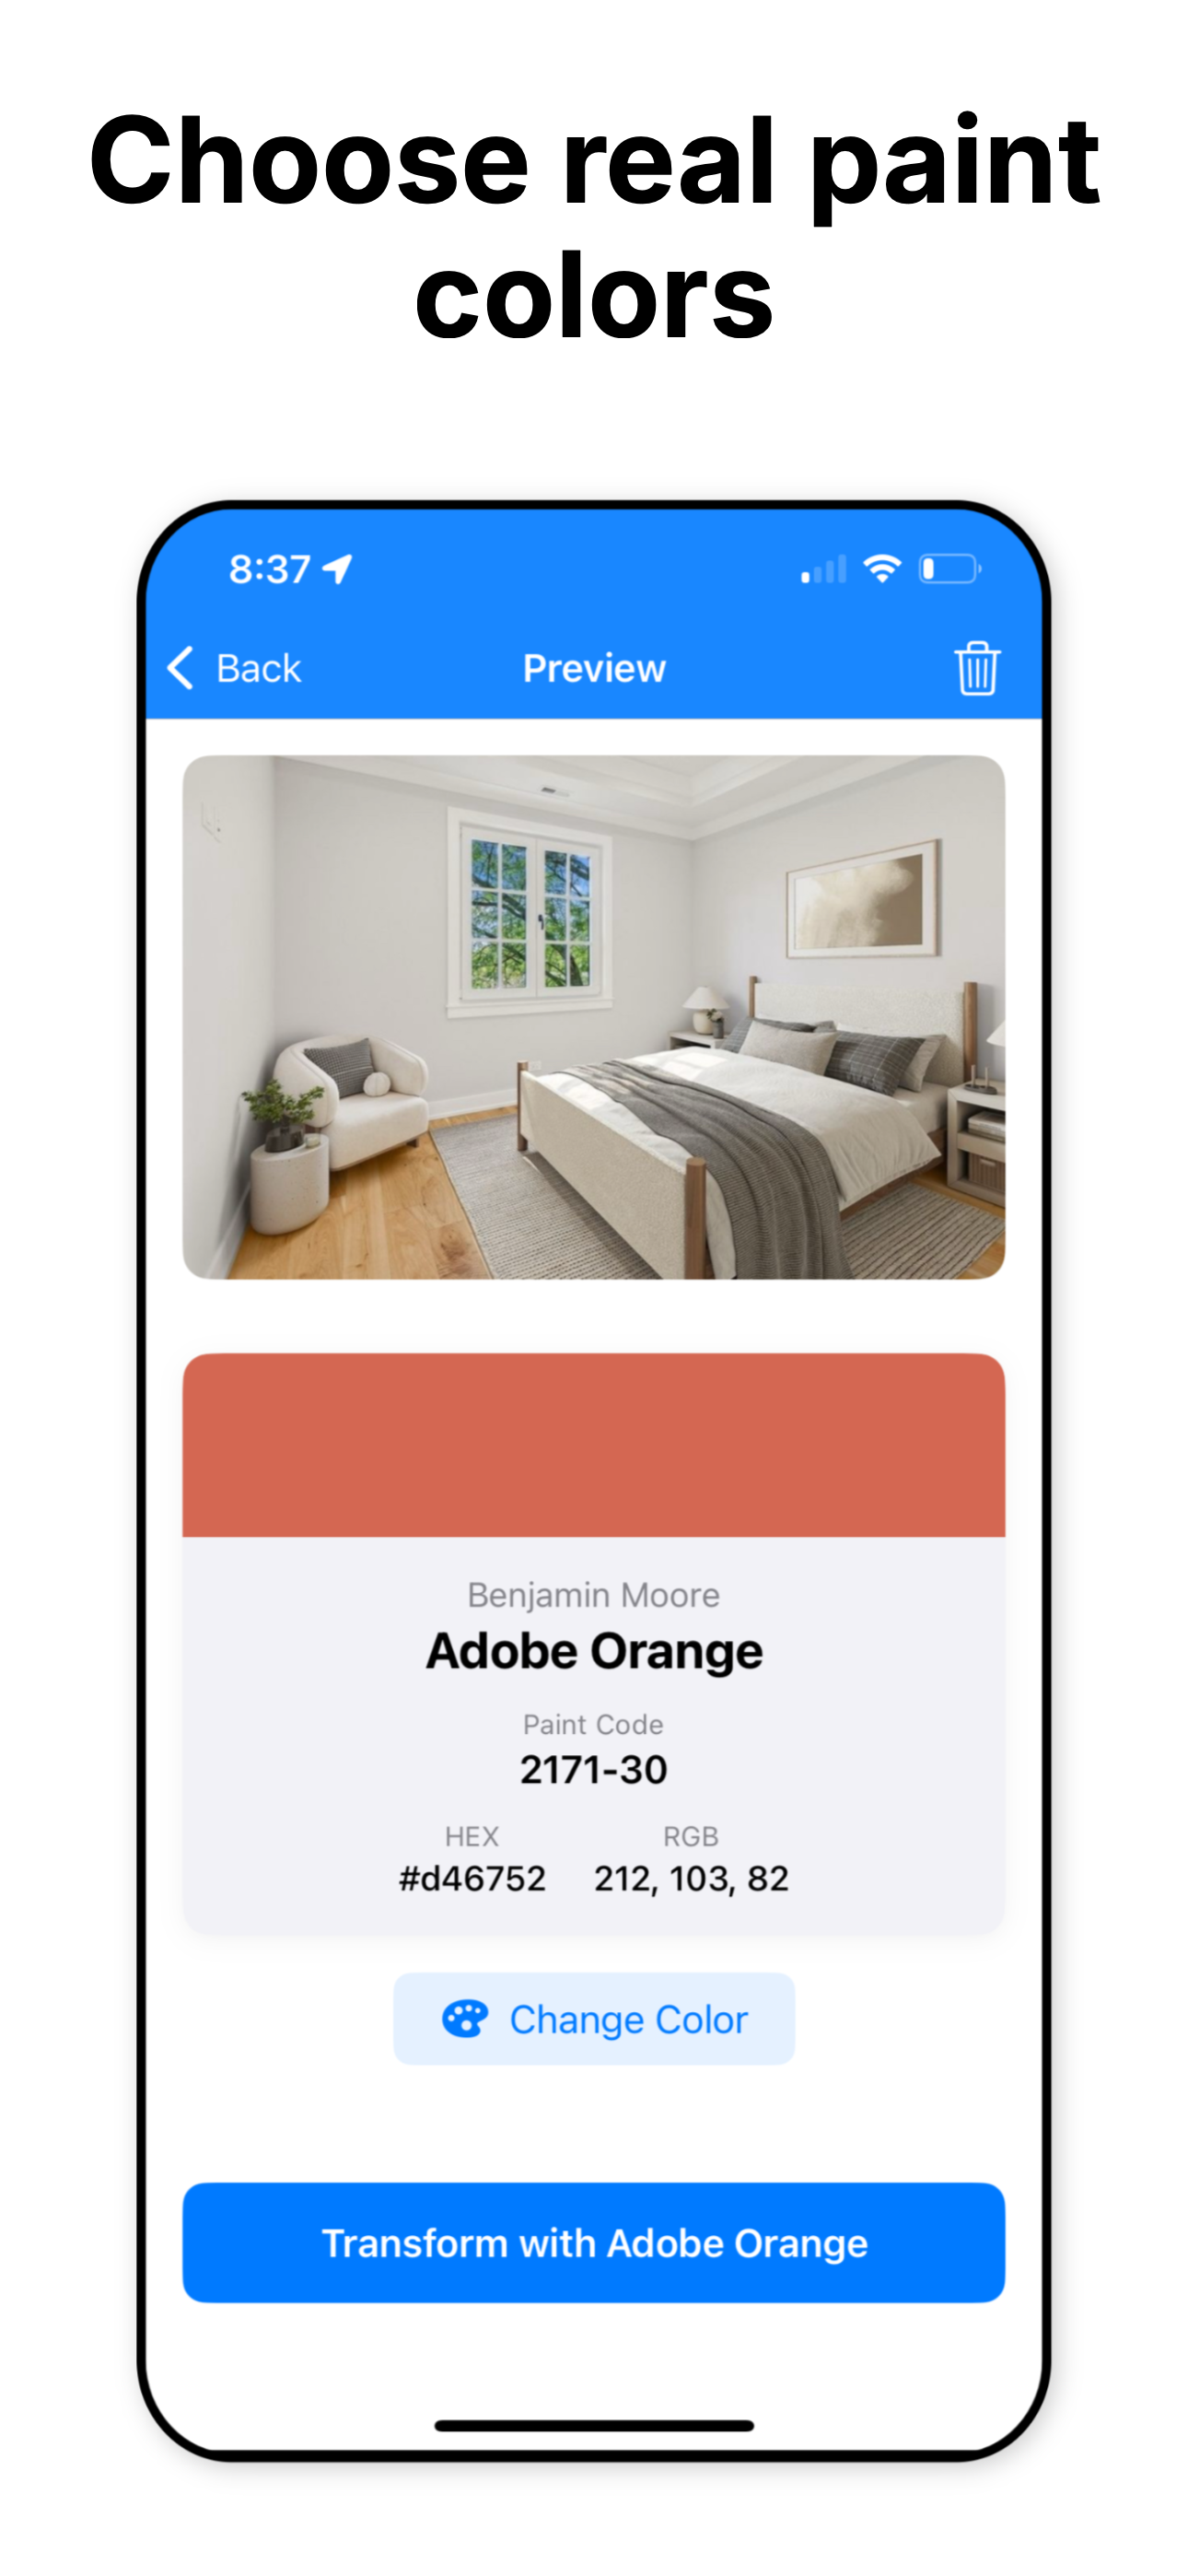 Choose real paint
colors
8:37
Back
Preview
Benjamin Moore
Adobe Orange
Paint Code
2171-30
HEX
RGB
#d46752
212, 103, 82
Change Color
Transform with Adobe Orange